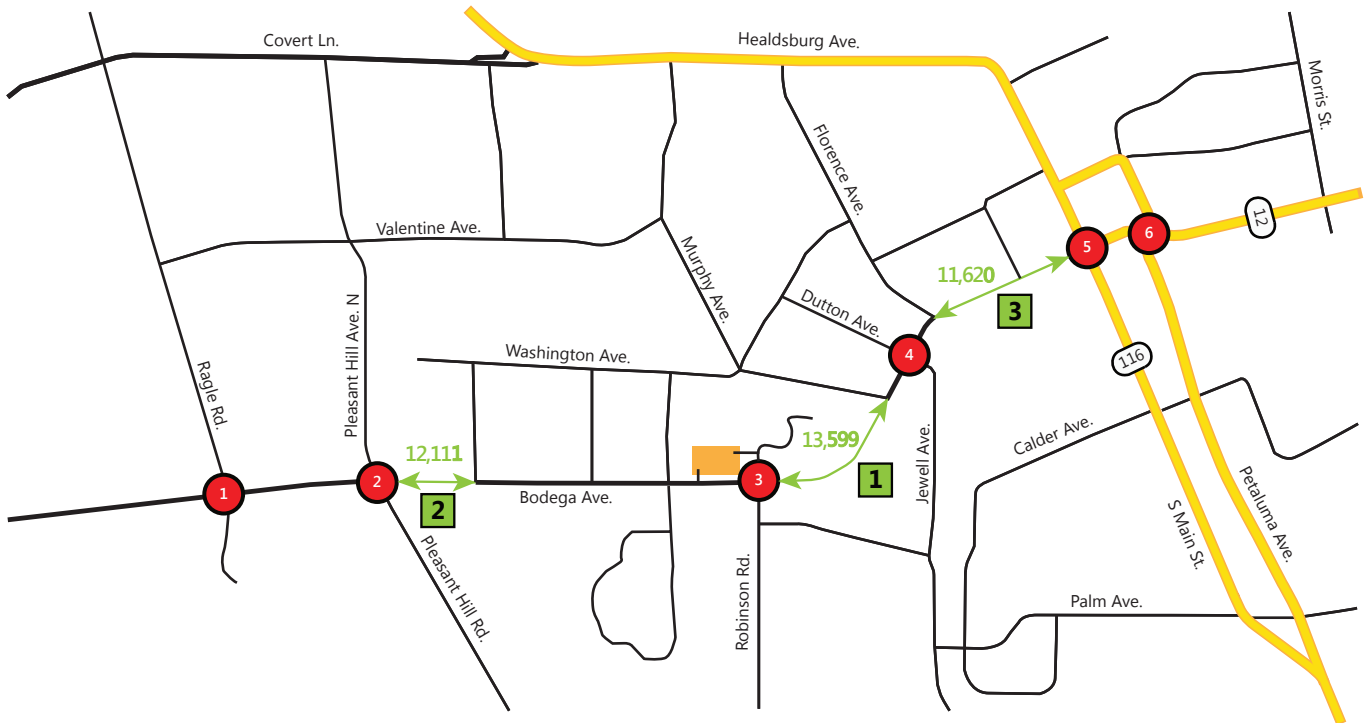 Covert Ln.
Healdsburg Ave.
Morris St.
Florence Ave.
Valentine Ave.
Murphy Ave.
12
5
6
11,620
3
Dutton Ave.
4
116
Washington Ave.
Pleasant Hill Ave. N
Ragle Rd.
Calder Ave.
13,599
1
Jewell Ave.
12,111
2
1
2
3
Bodega Ave.
Petaluma Ave.
S Main St.
Pleasant Hill Rd.
Robinson Rd.
Palm Ave.